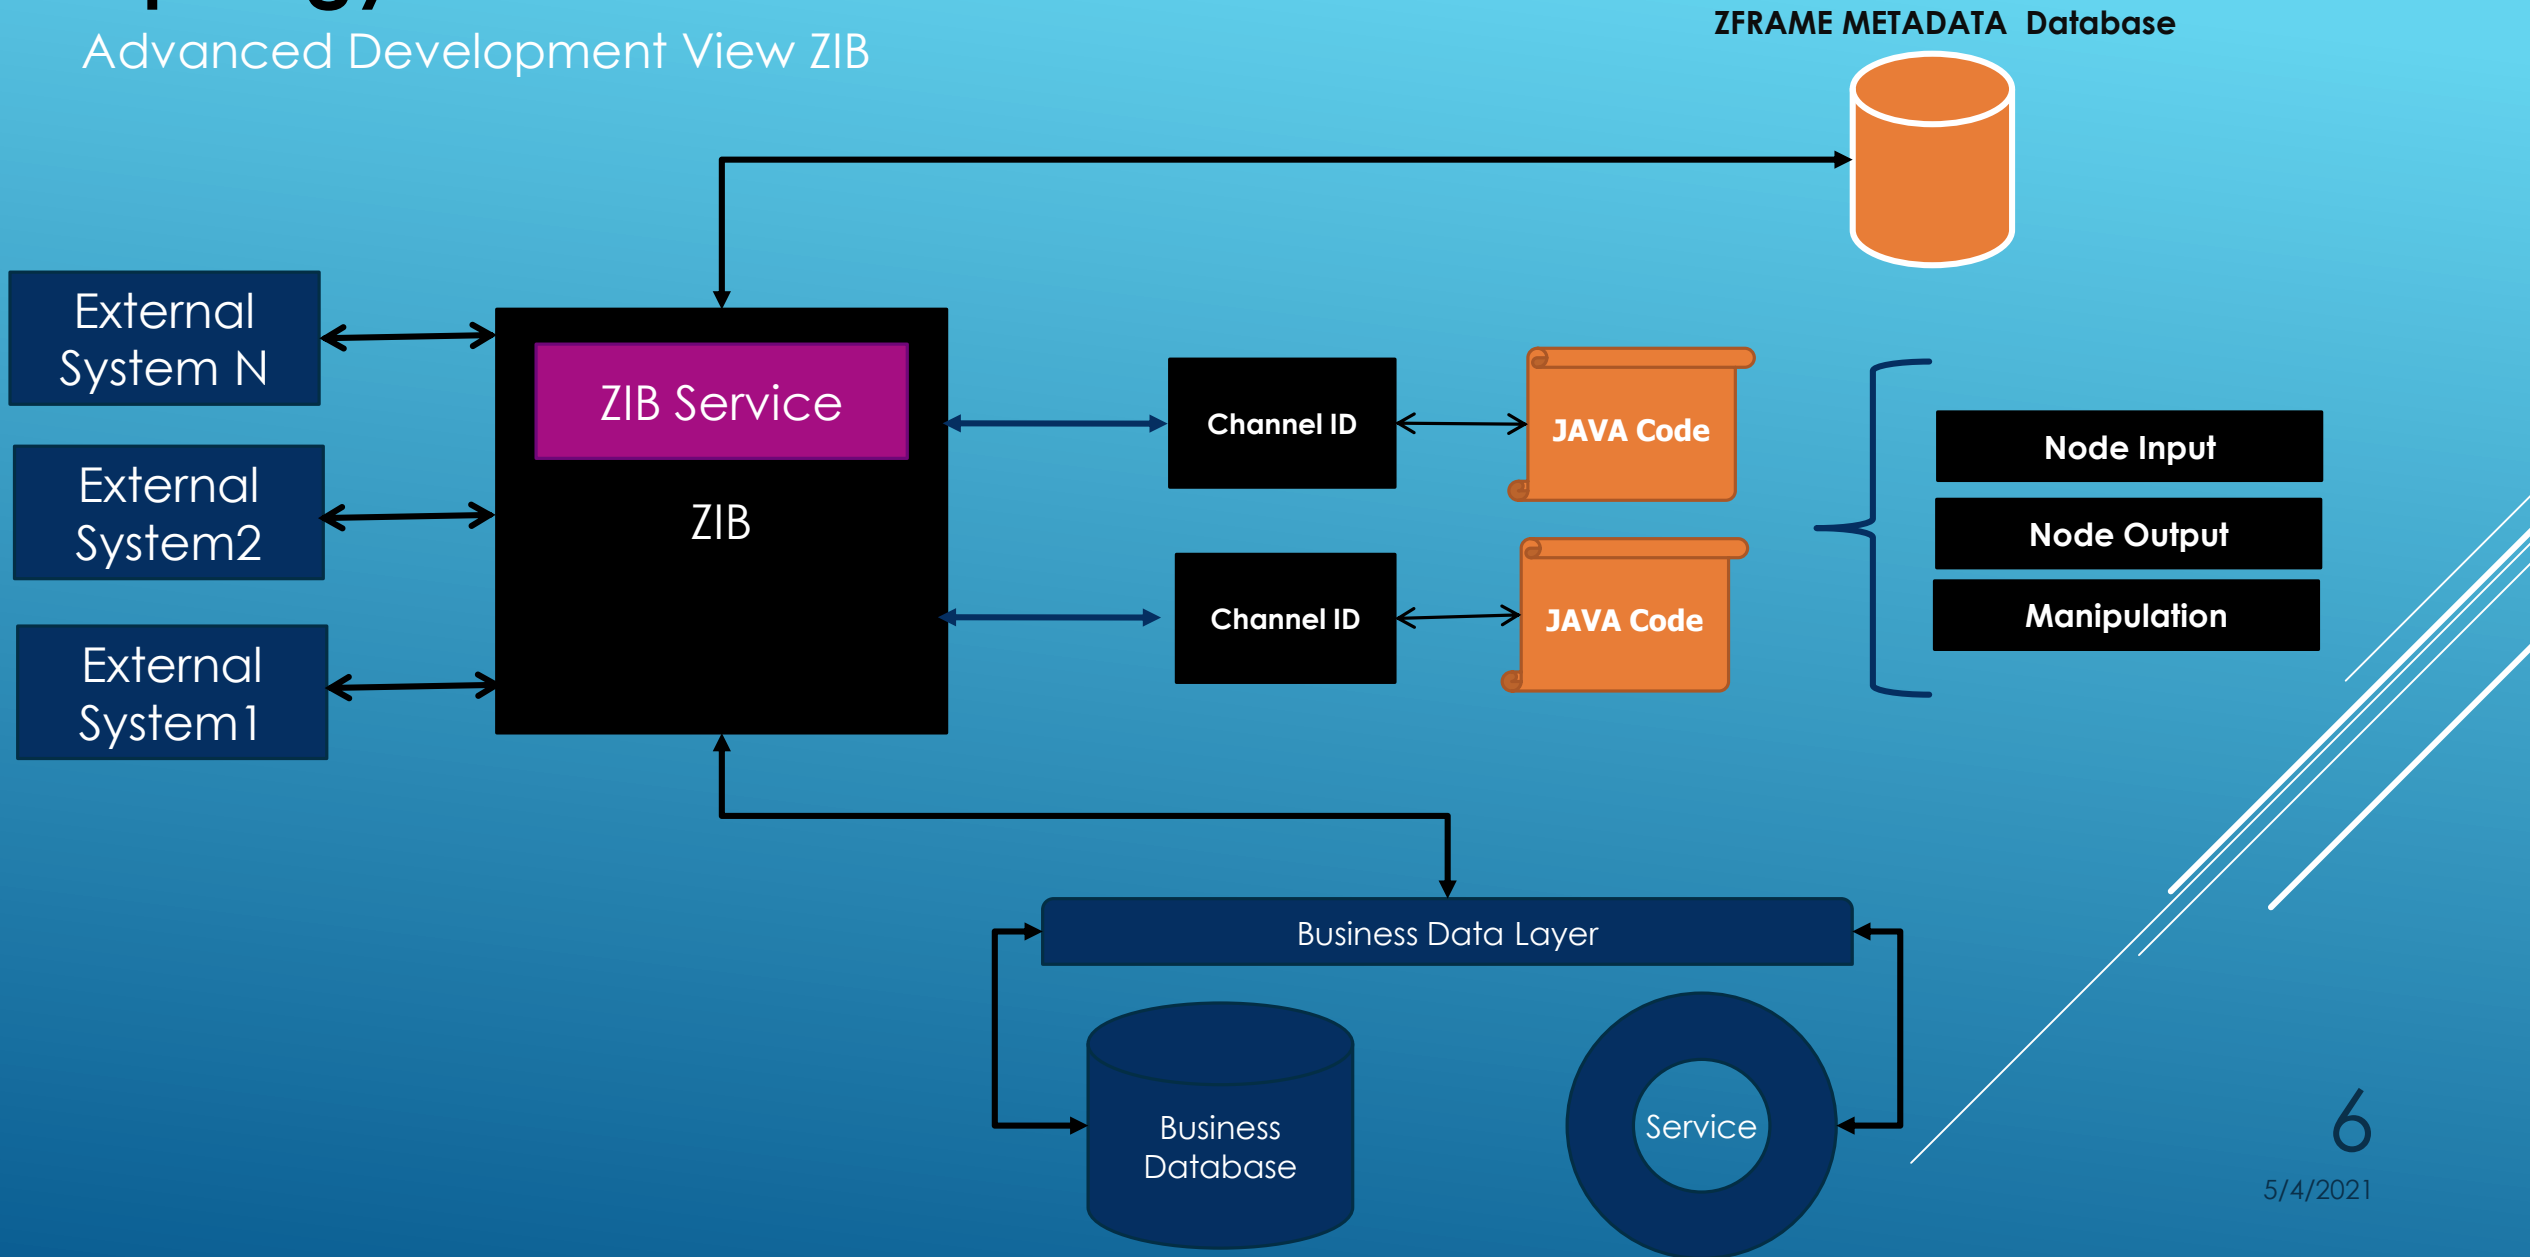 Advanced Development View ZIB
ZFRAME METADATA Database
External
System N
External
System2
External
System1
ZIB Service
ZIB
Channel ID
JAVA Code
Channel ID
JAVA Code
Node Input
Node Output
Manipulation
Business Data Layer
Business
Database
Service
6
5/4/2021